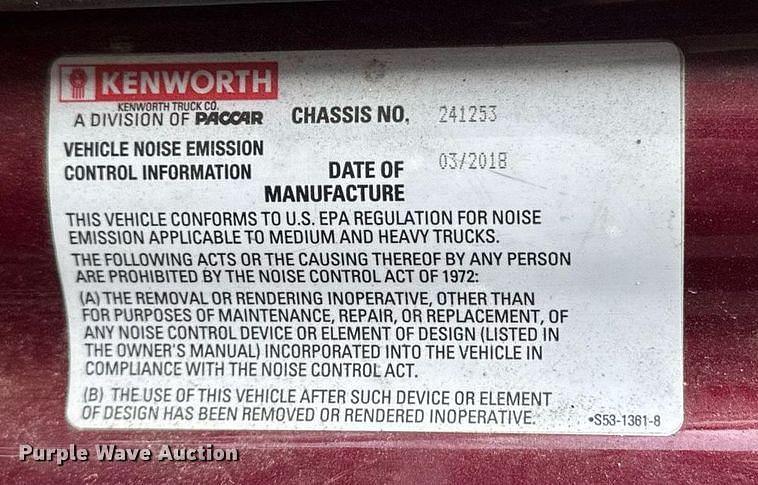 KENWORTH
KENWORTH TRUCK CO.
A DIVISION OF PACCAR
CHASSIS NO. 241253
VEHICLE NOISE EMISSION
CONTROL INFORMATION
DATE OF
MANUFACTURE
03/2018
THIS VEHICLE CONFORMS TO U.S. EPA REGULATION FOR NOISE
EMISSION APPLICABLE TO MEDIUM AND HEAVY TRUCKS.
THE FOLLOWING ACTS OR THE CAUSING THEREOF BY ANY PERSON
ARE PROHIBITED BY THE NOISE CONTROL ACT OF 1972:
(A) THE REMOVAL OR RENDERING INOPERATIVE, OTHER THAN
FOR PURPOSES OF MAINTENANCE, REPAIR, OR REPLACEMENT, OF
ANY NOISE CONTROL DEVICE OR ELEMENT OF DESIGN (LISTED IN
THE OWNER'S MANUAL) INCORPORATED INTO THE VEHICLE IN
COMPLIANCE WITH THE NOISE CONTROL ACT.
(B) THE USE OF THIS VEHICLE AFTER SUCH DEVICE OR ELEMENT
OF DESIGN HAS BEEN REMOVED OR RENDERED INOPERATIVE.
•S53-1361-8
Purple Wave Auction